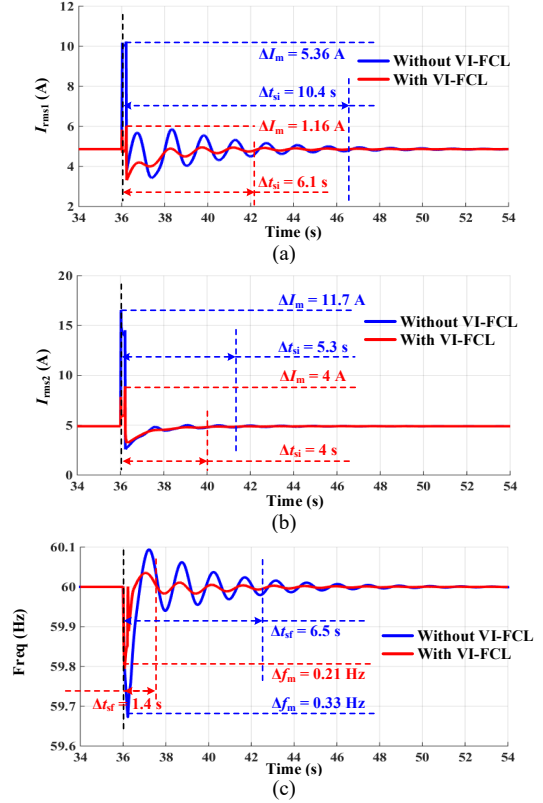 12
10
8
6
4
2
I_rms1 (A)
ΔI_m = 5.36 A
Δt_si = 10.4 s
ΔI_m = 1.16 A
Δt_si = 6.1 s
Without VI-FCL
With VI-FCL
34 36 38 40 42 44 46 48 50 52 54
Time (s)
(a)
20
15
10
5
0
I_rms2 (A)
ΔI_m = 11.7 A
Δt_si = 5.3 s
ΔI_m = 4 A
Δt_si = 4 s
Without VI-FCL
With VI-FCL
34 36 38 40 42 44 46 48 50 52 54
Time (s)
(b)
60.1
60
59.9
59.8
59.7
59.6
Freq (Hz)
Δt_sf = 6.5 s
Δf_m = 0.21 Hz
Δt_sf = 1.4 s
Δf_m = 0.33 Hz
Without VI-FCL
With VI-FCL
34 36 38 40 42 44 46 48 50 52 54
Time (s)
(c)